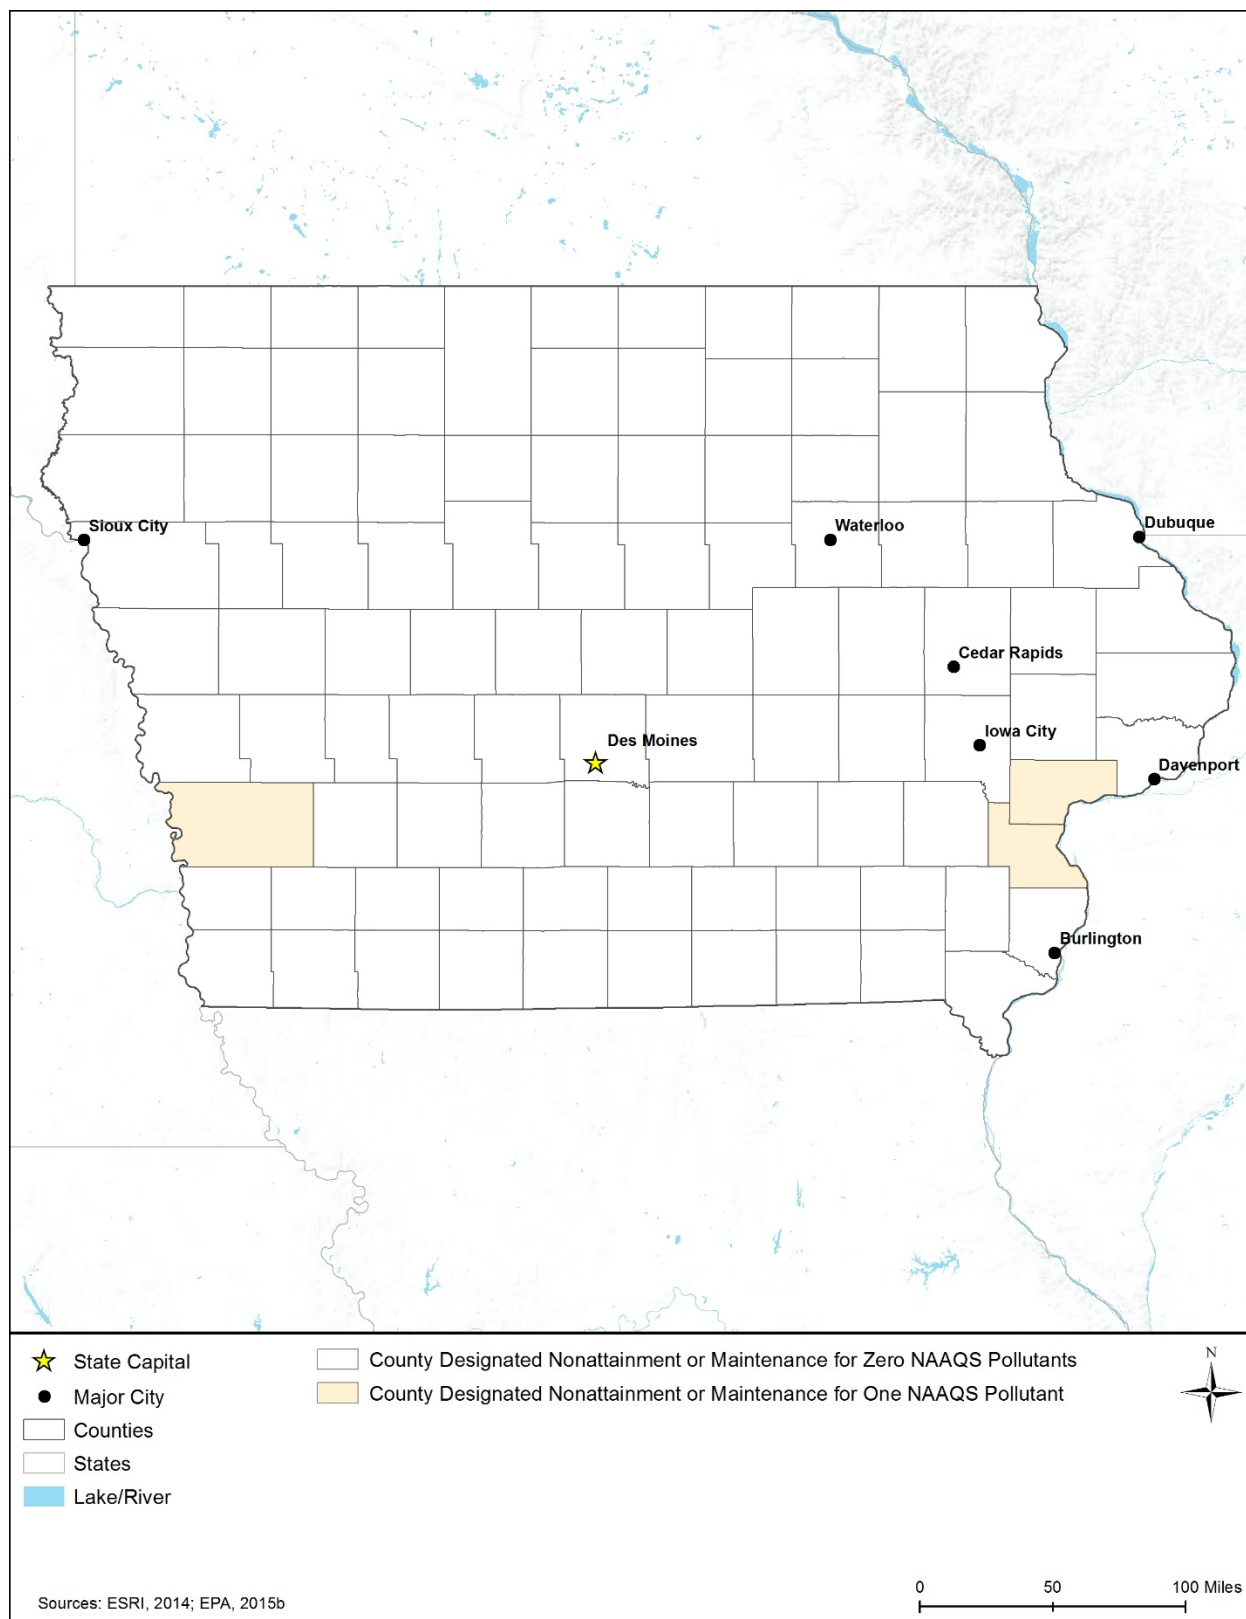 Sioux City
Waterloo
Dubuque
Cedar Rapids
Iowa City
Des Moines
Davenport
Burlington
State Capital
Major City
Counties
States
Lake/River
County Designated Nonattainment or Maintenance for Zero NAAQS Pollutants
County Designated Nonattainment or Maintenance for One NAAQS Pollutant
N
Sources: ESRI, 2014; EPA, 2015b
0 50 100 Miles